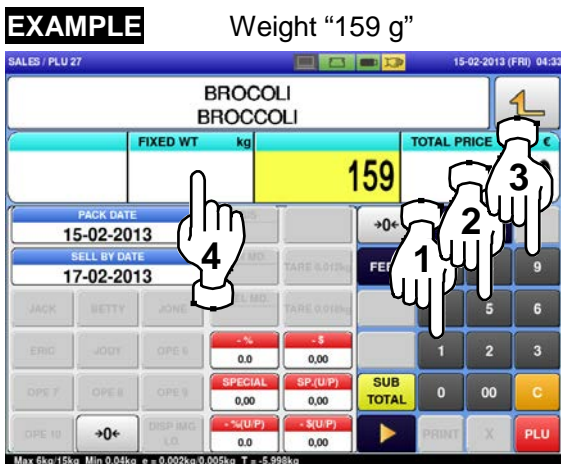 EXAMPLE Weight “159 g”
SALES / PLU 27 15-02-2013 (FRI) 04:33
BROCOLI
BROCCOLI
FIXED WT kg TOTAL PRICE €
159
3
2
1
4
PACK DATE
15-02-2013
→0←
SELL BY DATE
17-02-2013
TARE 0.012kg 9
JACK BETTY JONE TARE 0.018kg 5 6
ERIC JODY OPE 6 - % 0.0 - $ 0,00 1 2 3
OPE 7 OPE 8 OPE 9 SPECIAL 0,00 SP.(U/P) 0,00 SUB TOTAL 0 00 C
OPE 10 →0← DISP IMG LD. - %(U/P) 0.0 - $(U/P) 0,00 PRINT X PLU
Max 6kg/15kg Min 0.04kg e = 0.002kg/0.005kg T = -5.998kg